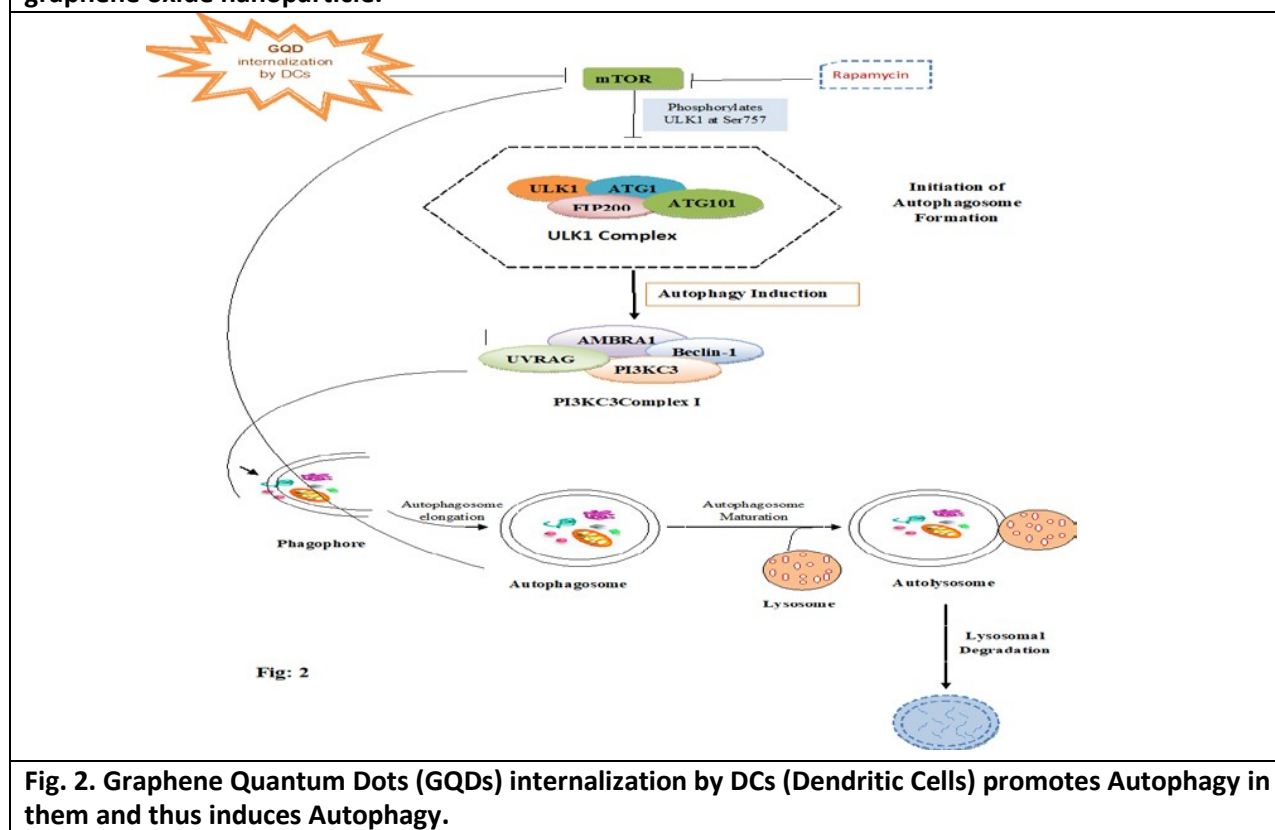 graphene oxide nanoparticle.
GQD
internalization
by DCs
mTOR
Rapamycin
Phosphorylates
ULK1 at Ser757
ULK1
ATG1
FIP200
ATG101
ULK1 Complex
Initiation of
Autophagosome
Formation
Autophagy Induction
AMBRA1
UVRAG
Beclin-1
PI3KC3
PI3KC3Complex I
Phagophore
Autophagosome
elongation
Autophagosome
Autophagosome
Maturation
Lysosome
Autolysosome
Lysosomal
Degradation
Fig: 2
Fig. 2. Graphene Quantum Dots (GQDs) internalization by DCs (Dendritic Cells) promotes Autophagy in
them and thus induces Autophagy.